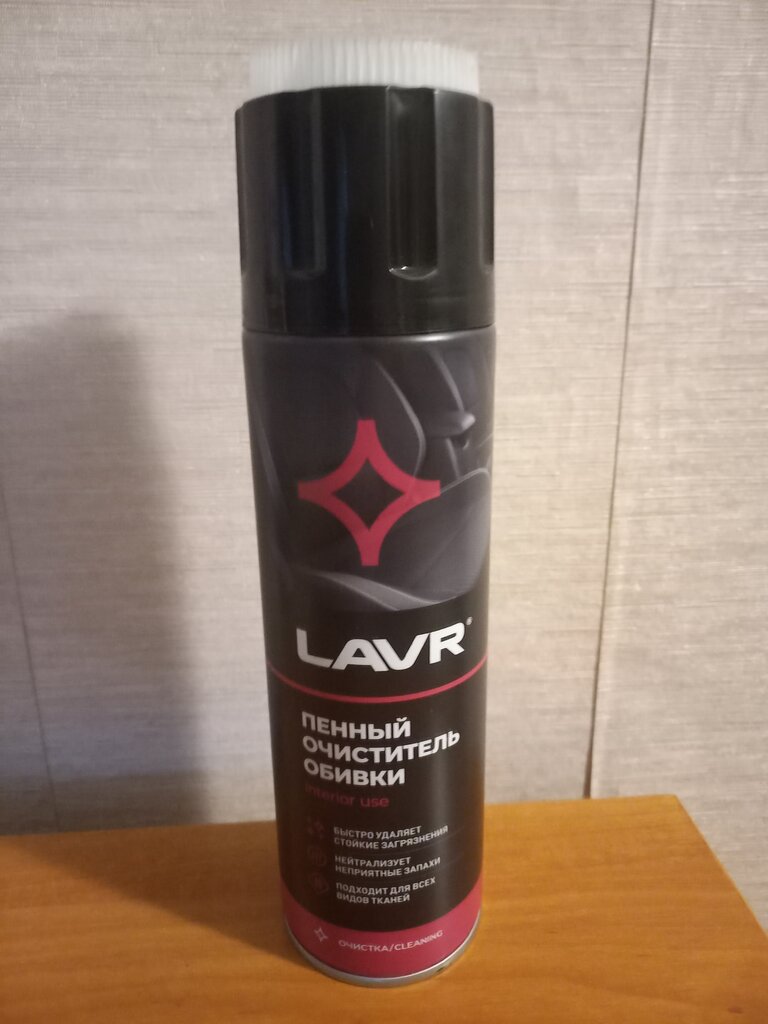 LAVR®
ПЕННЫЙ
ОЧИСТИТЕЛЬ
ОБИВКИ
interior use
БЫСТРО УДАЛЯЕТ
СТОЙКИЕ ЗАГРЯЗНЕНИЯ
НЕЙТРАЛИЗУЕТ
НЕПРИЯТНЫЕ ЗАПАХИ
ПОДХОДИТ ДЛЯ ВСЕХ
ВИДОВ ТКАНЕЙ
ОЧИСТКА/CLEANING